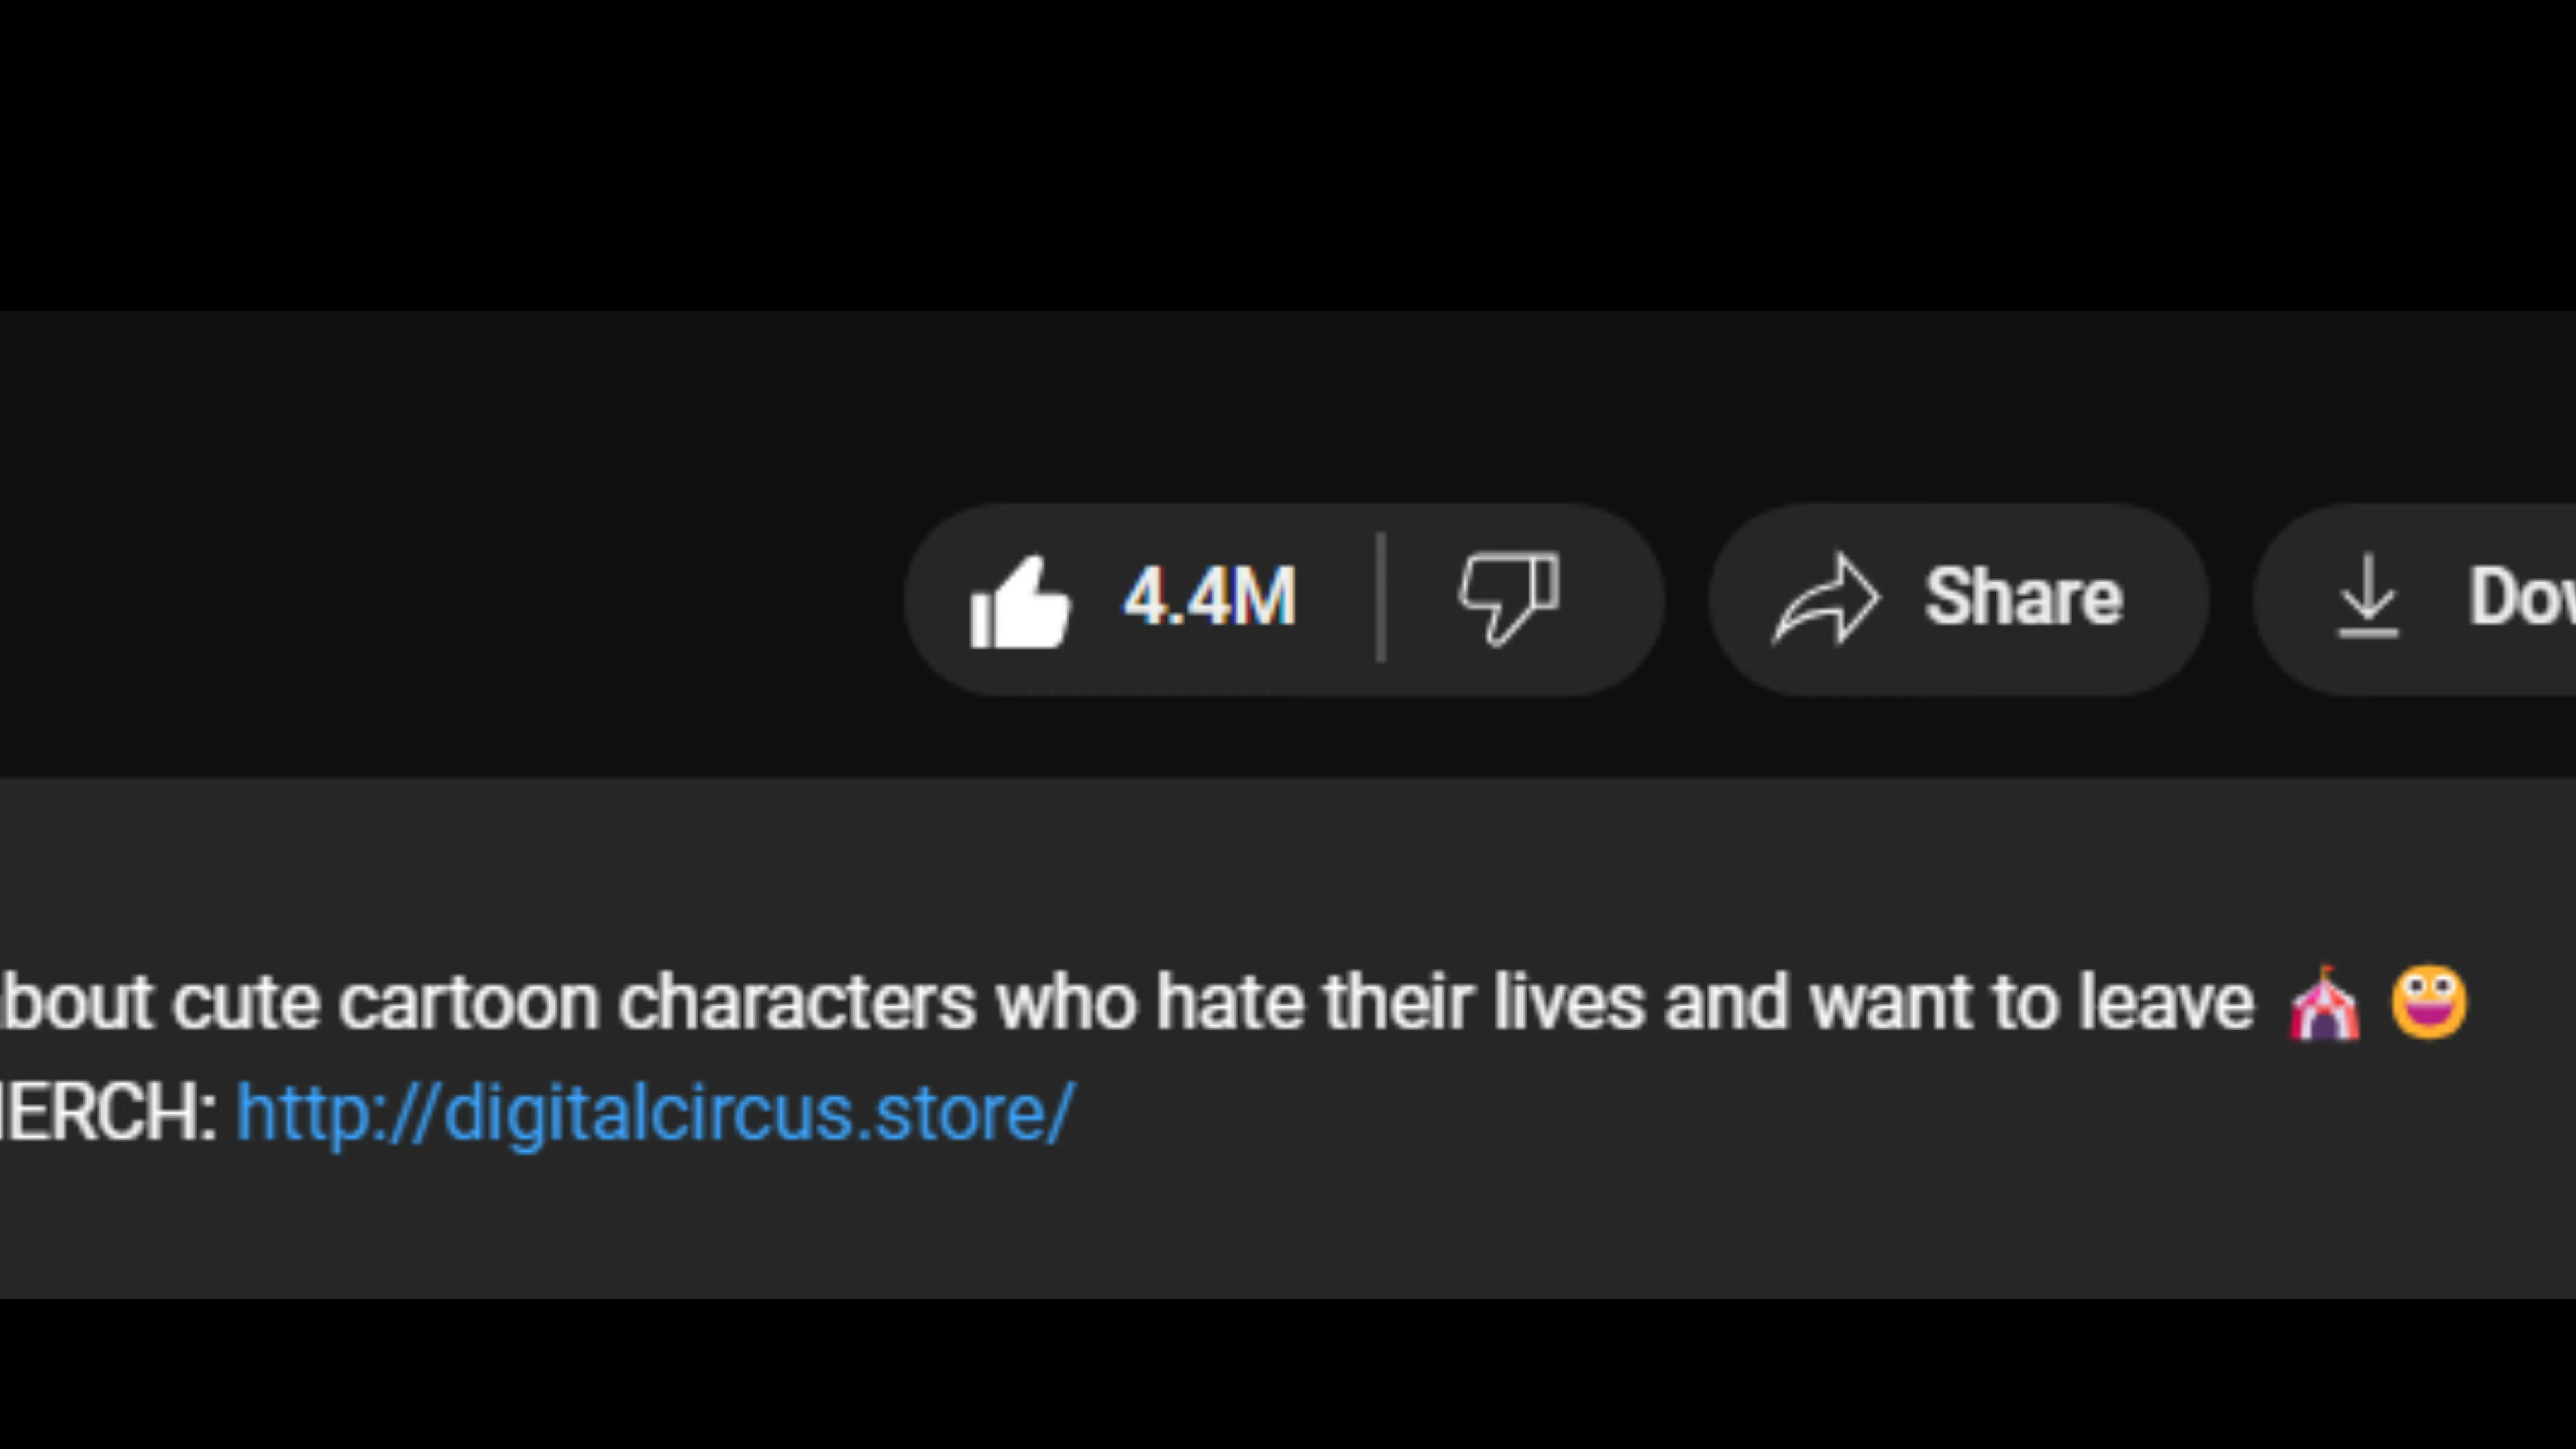 4.4M Share Dow
bout cute cartoon characters who hate their lives and want to leave 🎪 😀
ERCH: http://digitalcircus.store/